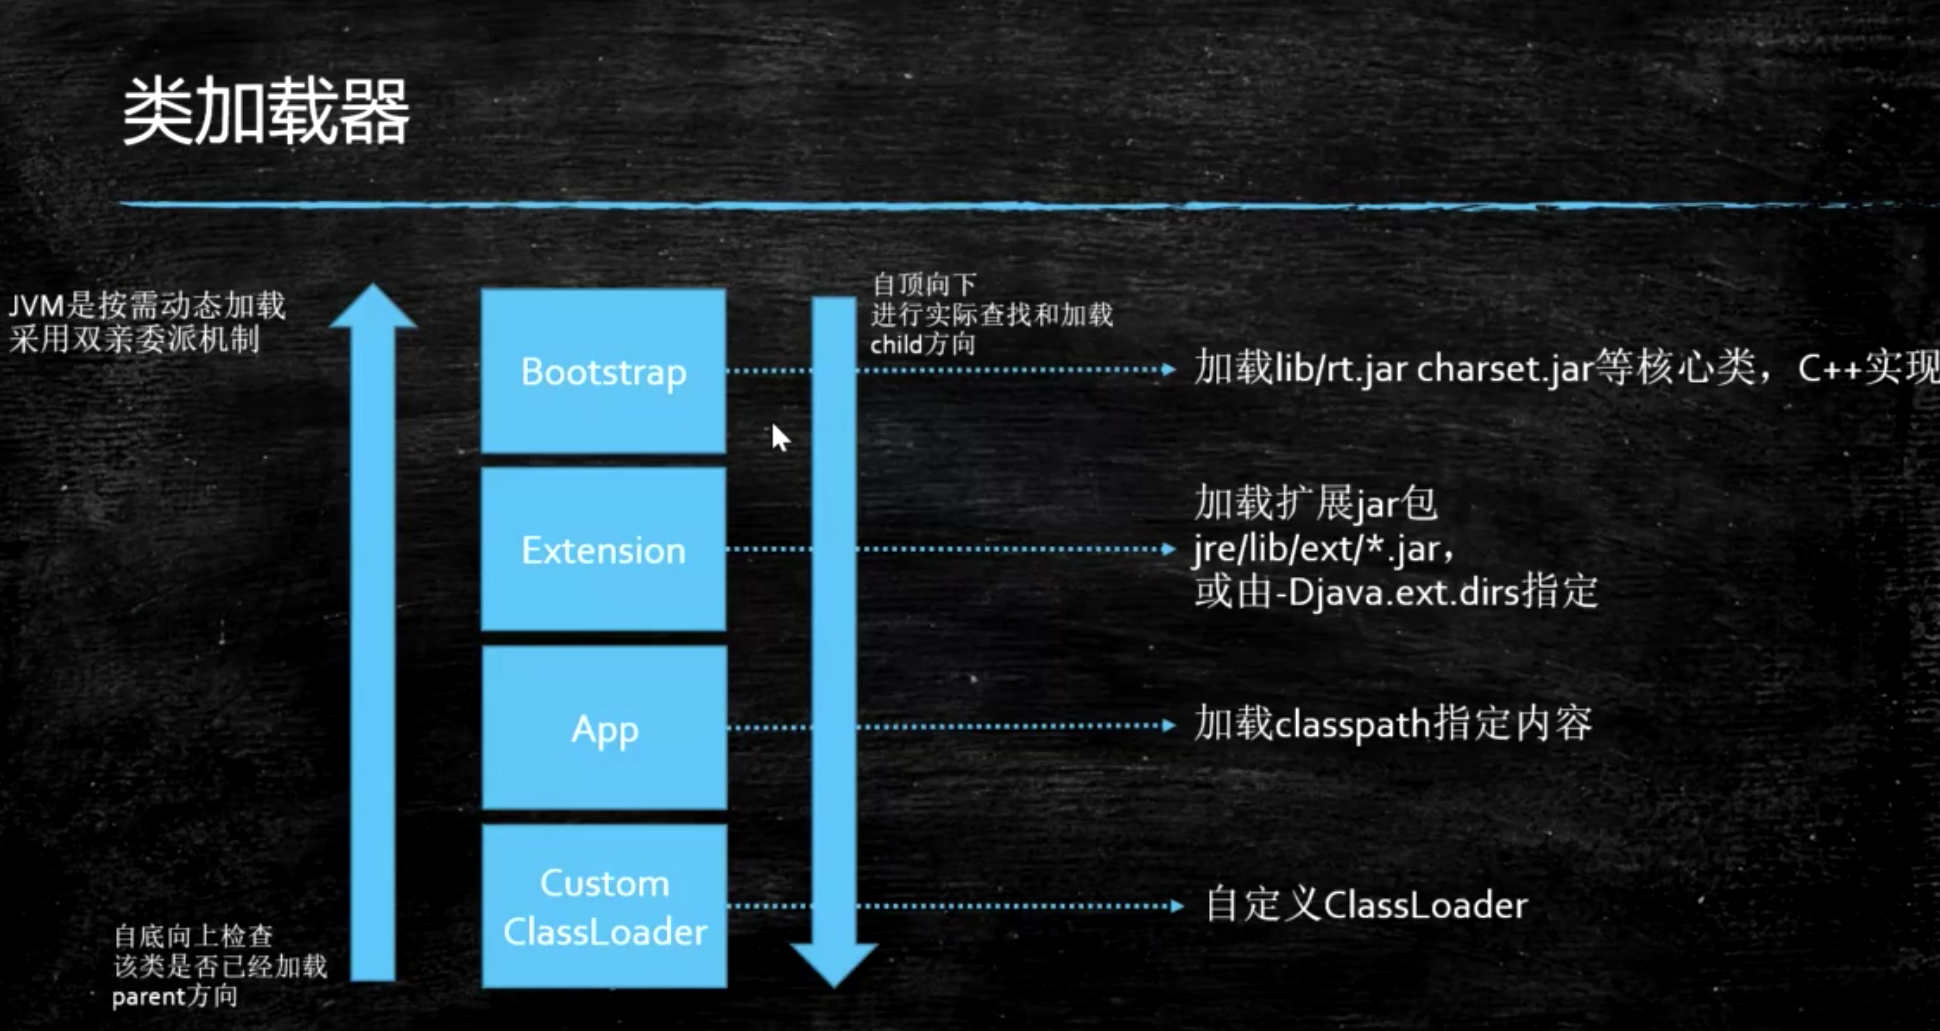 类加载器
JVM是按需动态加载
采用双亲委派机制
自顶向下
进行实际查找和加载
child方向
Bootstrap
加载lib/rt.jar charset.jar等核心类，C++实现
Extension
加载扩展jar包
jre/lib/ext/*.jar，
或由-Djava.ext.dirs指定
App
加载classpath指定内容
Custom
ClassLoader
自定义ClassLoader
自底向上检查
该类是否已经加载
parent方向